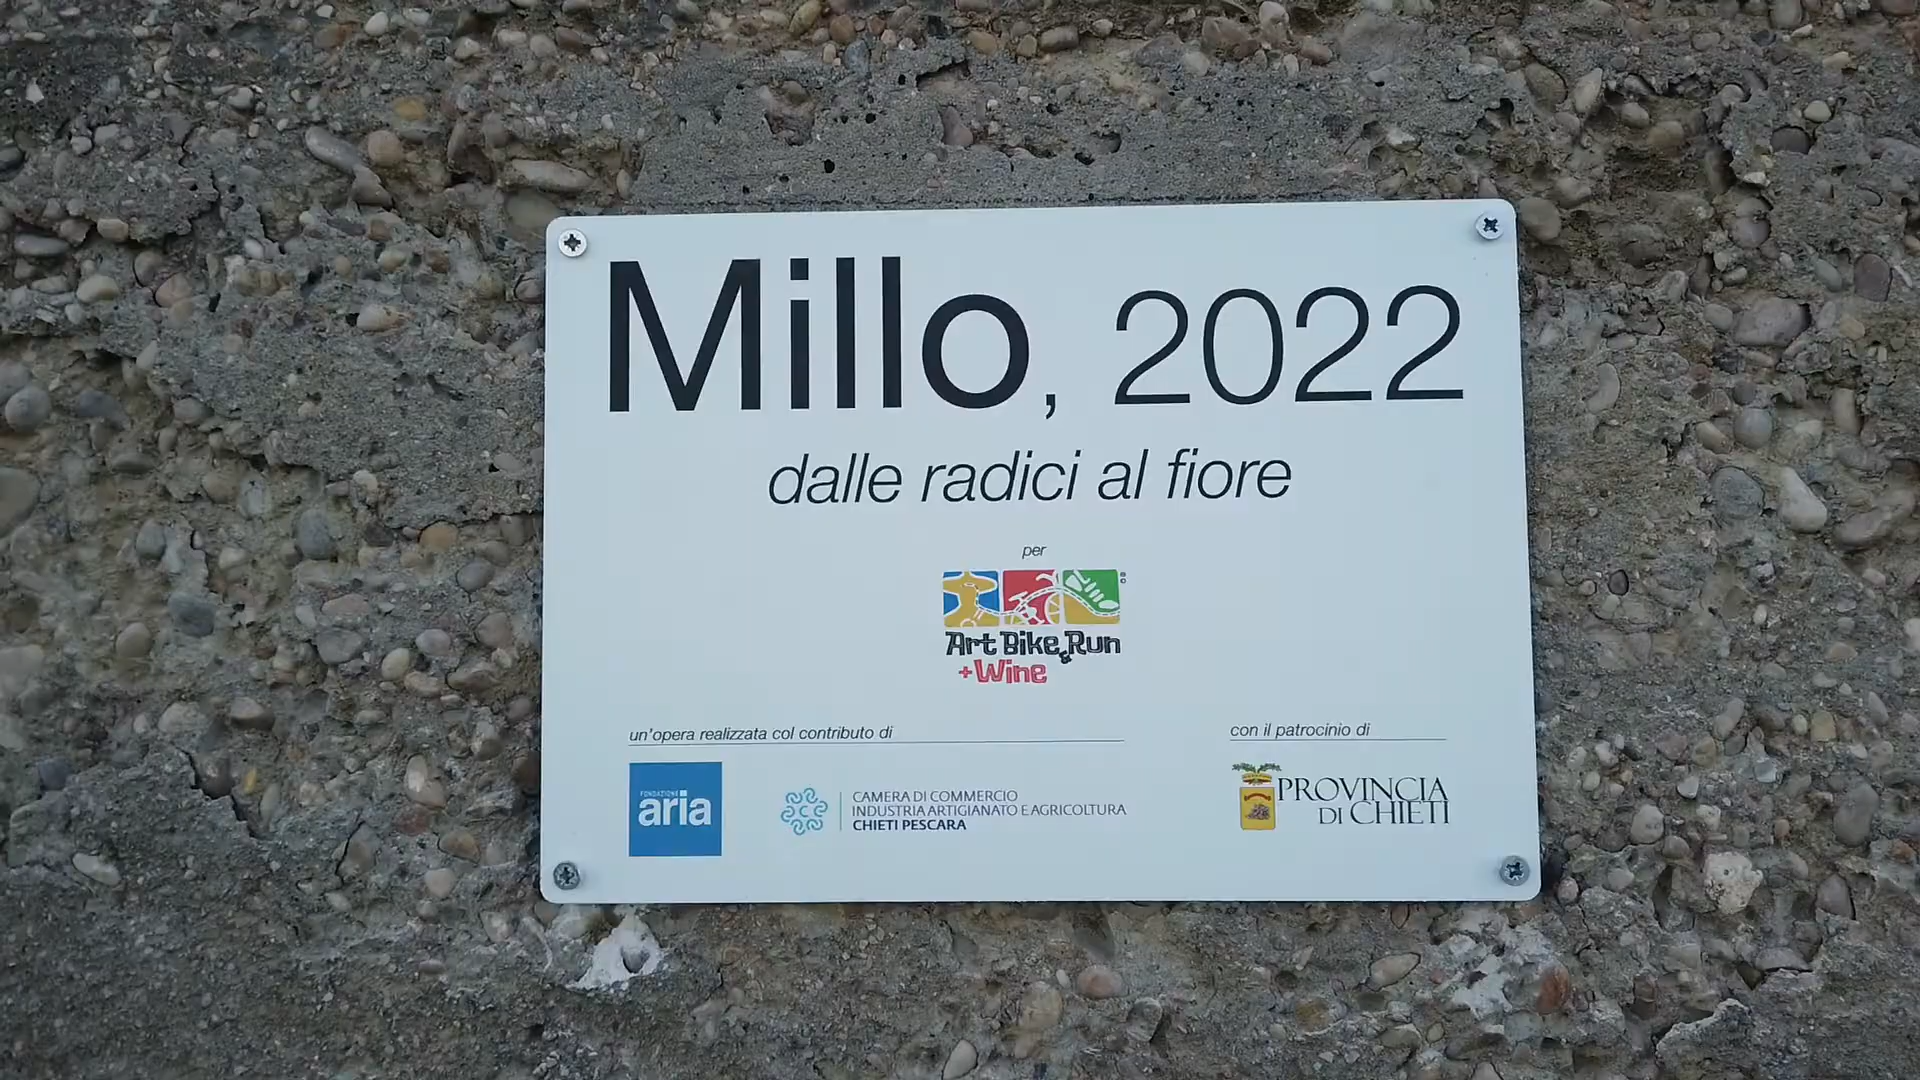 Millo, 2022
dalle radici al fiore
per
Art Bike & Run
+Wine
un'opera realizzata col contributo di
con il patrocinio di
FONDAZIONE
aria
CAMERA DI COMMERCIO
INDUSTRIA ARTIGIANATO E AGRICOLTURA
CHIETI PESCARA
PROVINCIA
DI CHIETI